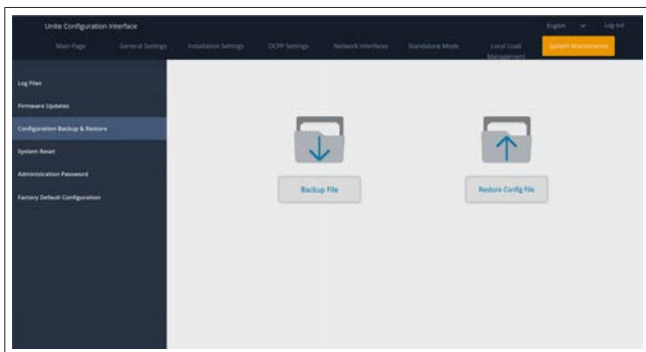 Unite Configuration Interface
English
Log out
Main Page
General Settings
Installation Settings
OCPP Settings
Network Interfaces
Standalone Mode
Local Load
Management
System Maintenance
Log Files
Firmware Updates
Configuration Backup & Restore
System Reset
Administration Password
Factory Default Configuration
Backup File
Restore Config File